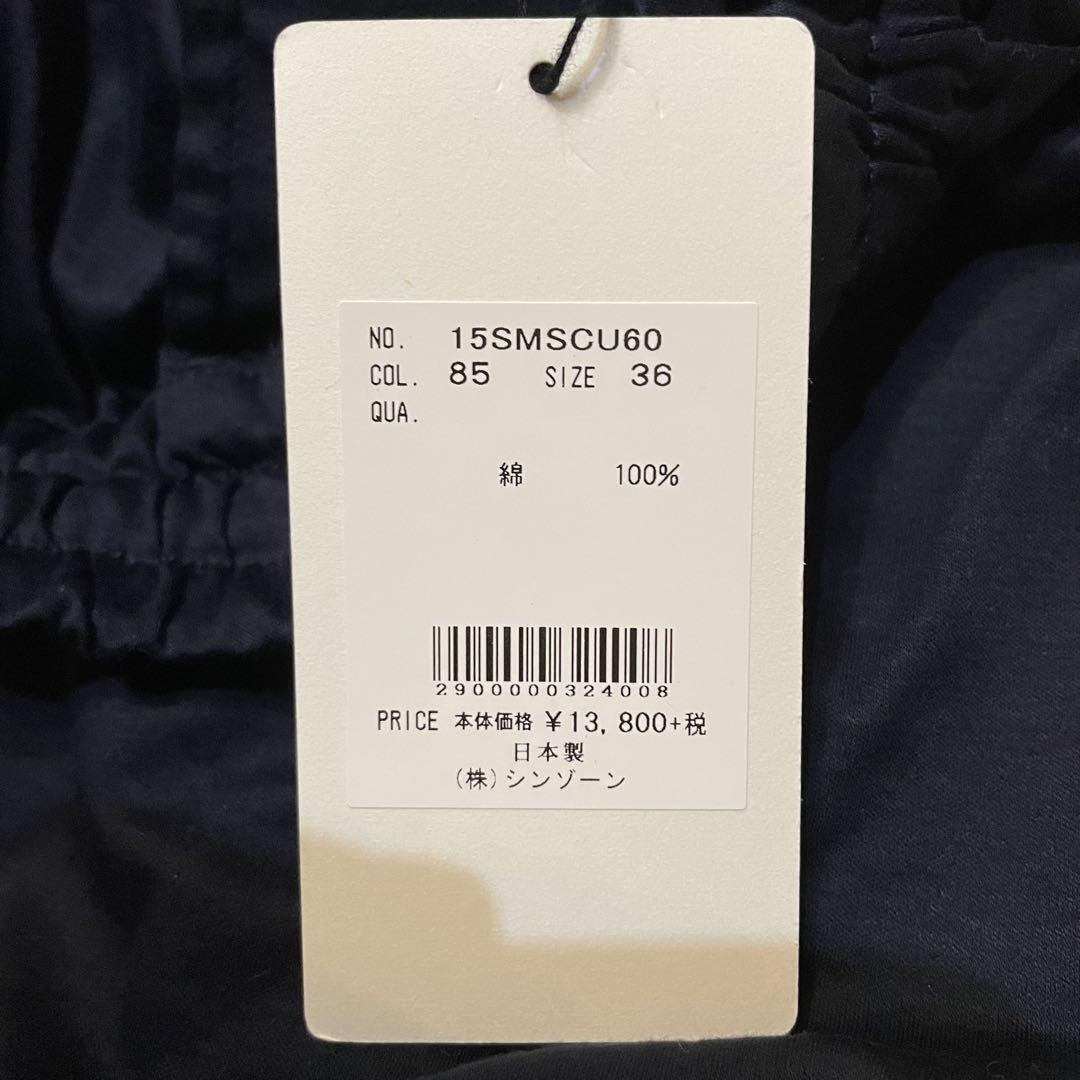 NO. 15SMSCU60
COL. 85 SIZE 36
QUA.
綿 100%
2900000324008
PRICE 本体価格 ¥13,800+税
日本製
(株)シンゾーン